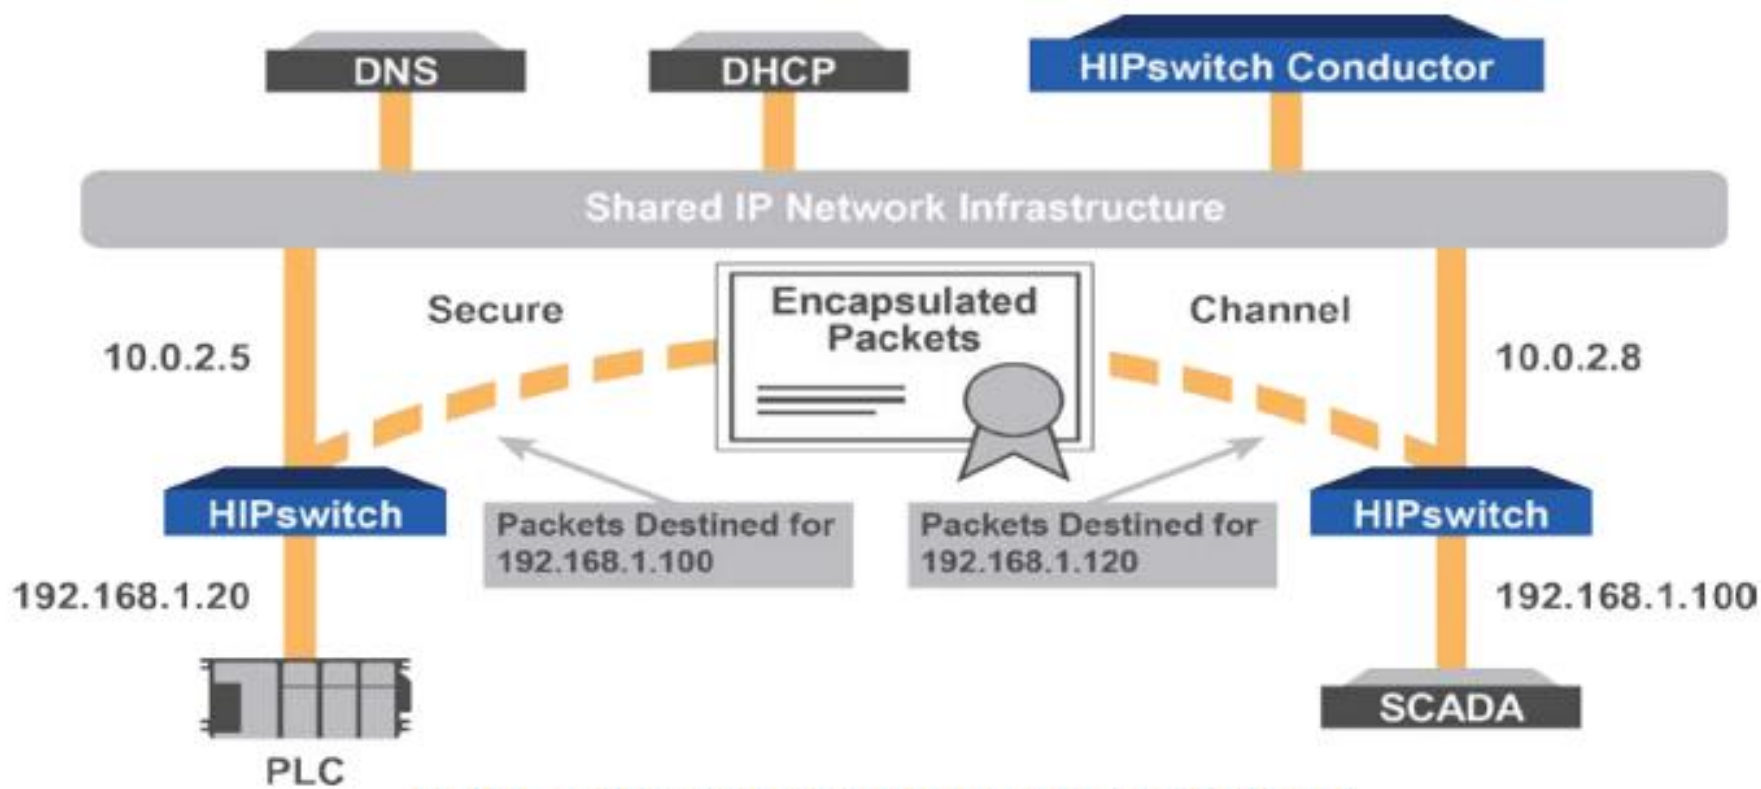 DNS
DHCP
HIPswitch Conductor
Shared IP Network Infrastructure
Secure
Encapsulated
Packets
Channel
10.0.2.5
10.0.2.8
HIPswitch
Packets Destined for
192.168.1.100
Packets Destined for
192.168.1.120
HIPswitch
192.168.1.20
192.168.1.100
PLC
SCADA